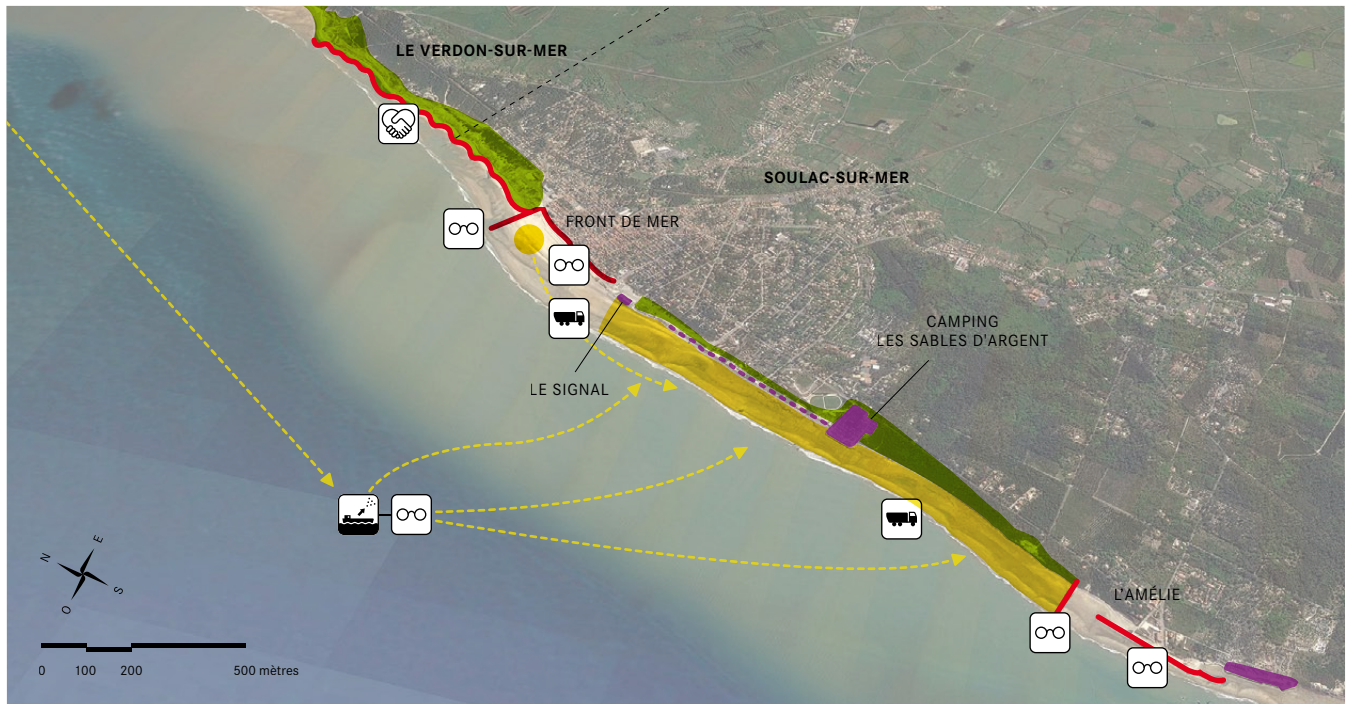 LE VERDON-SUR-MER
SOULAC-SUR-MER
FRONT DE MER
CAMPING
LES SABLES D'ARGENT
LE SIGNAL
L'AMÉLIE
N
E
S
O
0 100 200 500 mètres